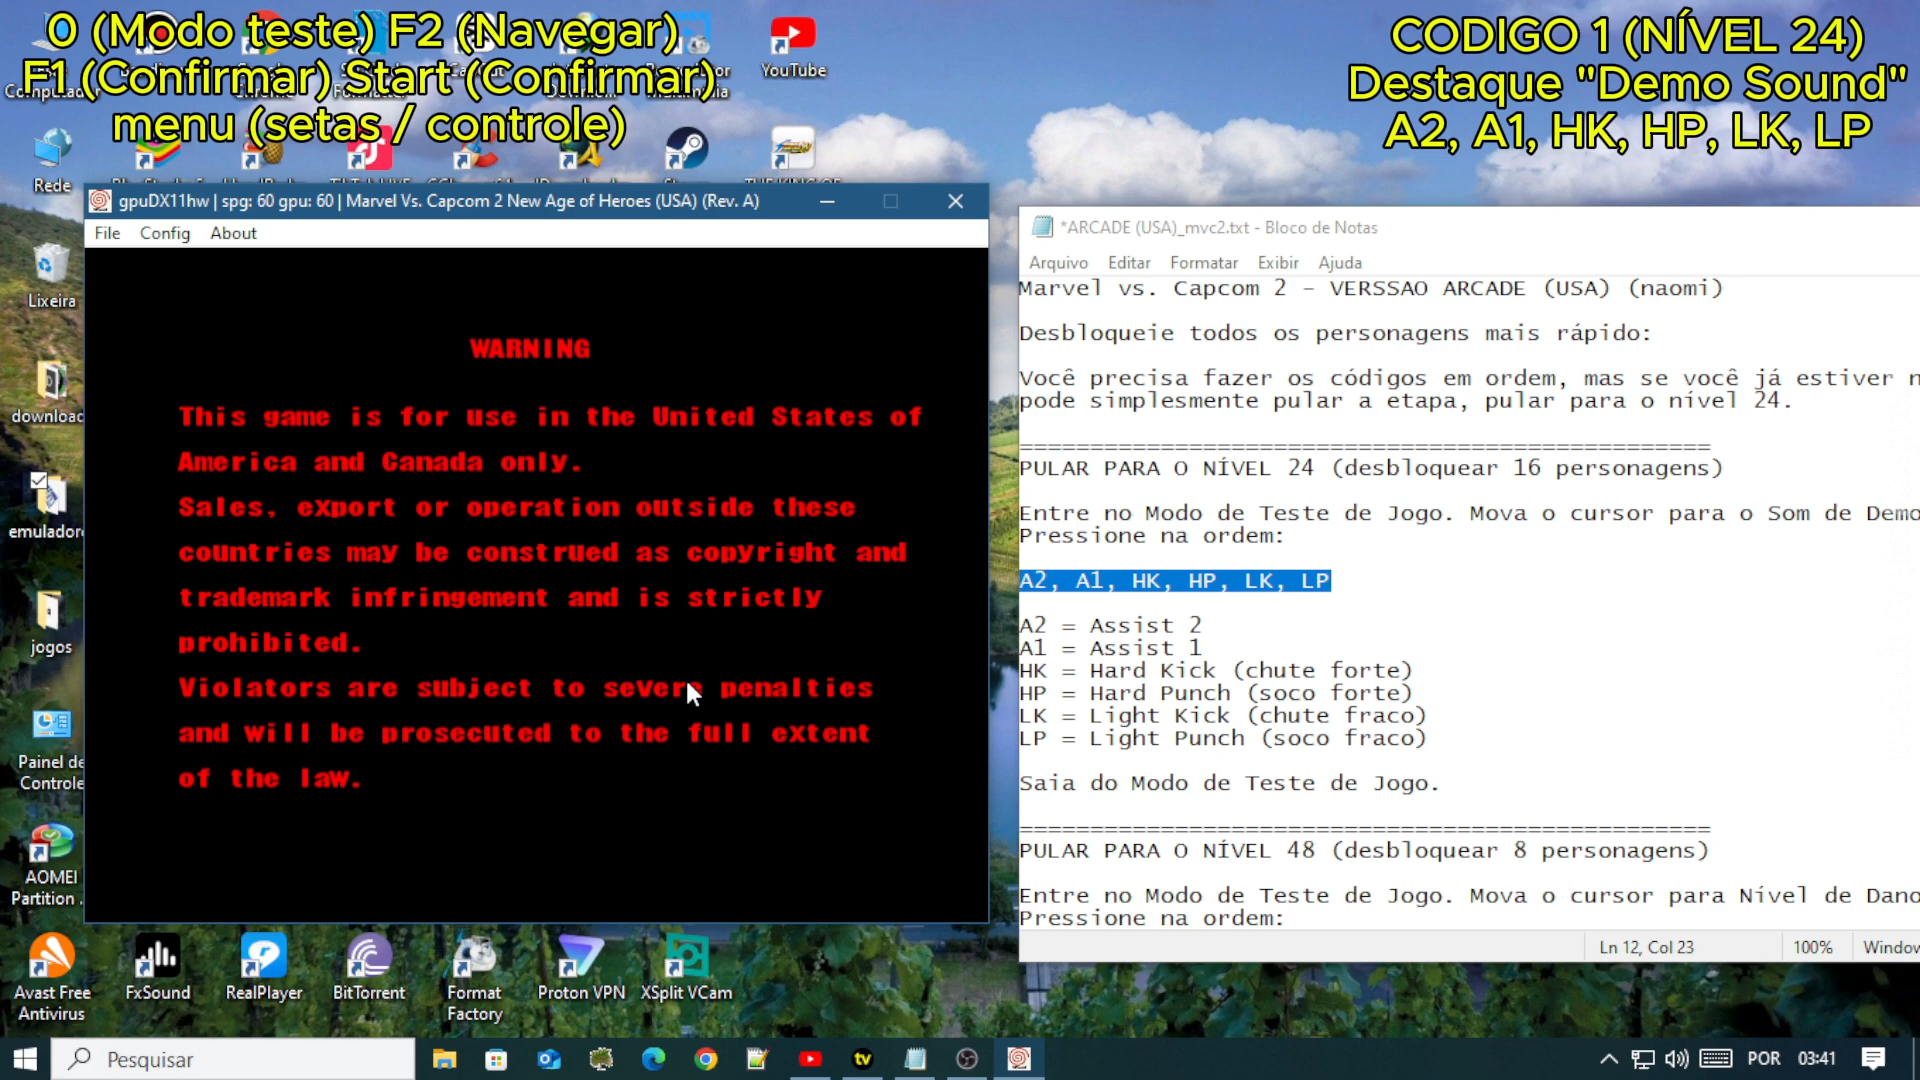 0 (Modo teste) F2 (Navegar)
F1 (Confirmar) Start (Confirmar)
menu (setas / controle)
CODIGO 1 (NÍVEL 24)
Destaque "Demo Sound"
A2, A1, HK, HP, LK, LP
YouTube
Rede
Lixeira
download
emulador
jogos
Painel de
Controle
AOMEI
Partition
gpuDX11hw | spg: 60 gpu: 60 | Marvel Vs. Capcom 2 New Age of Heroes (USA) (Rev. A)
File Config About
WARNING
This game is for use in the United States of
America and Canada only.
Sales, export or operation outside these
countries may be construed as copyright and
trademark infringement and is strictly
prohibited.
Violators are subject to severe penalties
and will be prosecuted to the full extent
of the law.
*ARCADE (USA)_mvc2.txt - Bloco de Notas
Arquivo Editar Formatar Exibir Ajuda
Marvel vs. Capcom 2 - VERSSAO ARCADE (USA) (naomi)
Desbloqueie todos os personagens mais rápido:
Você precisa fazer os códigos em ordem, mas se você já estiver n
pode simplesmente pular a etapa, pular para o nível 24.
=================================================
PULAR PARA O NÍVEL 24 (desbloquear 16 personagens)
Entre no Modo de Teste de Jogo. Mova o cursor para o Som de Demo
Pressione na ordem:
A2, A1, HK, HP, LK, LP
A2 = Assist 2
A1 = Assist 1
HK = Hard Kick (chute forte)
HP = Hard Punch (soco forte)
LK = Light Kick (chute fraco)
LP = Light Punch (soco fraco)
Saia do Modo de Teste de Jogo.
=================================================
PULAR PARA O NÍVEL 48 (desbloquear 8 personagens)
Entre no Modo de Teste de Jogo. Mova o cursor para Nível de Dano
Pressione na ordem:
Ln 12, Col 23 100% Window
Avast Free
Antivirus
FxSound
RealPlayer
BitTorrent
Format
Factory
Proton VPN
XSplit VCam
Pesquisar
tv
POR 03:41